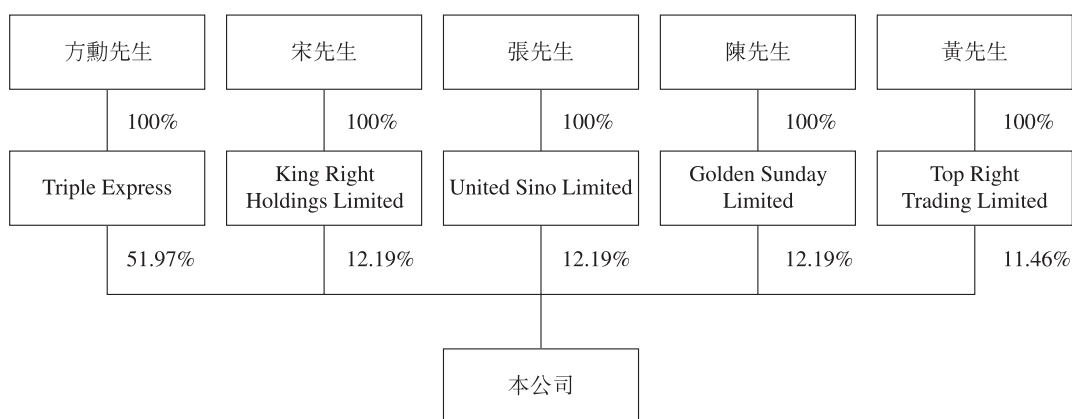 方勳先生
宋先生
張先生
陳先生
黃先生
100%
100%
100%
100%
100%
Triple Express
King Right
Holdings Limited
United Sino Limited
Golden Sunday
Limited
Top Right
Trading Limited
51.97%
12.19%
12.19%
12.19%
11.46%
本公司